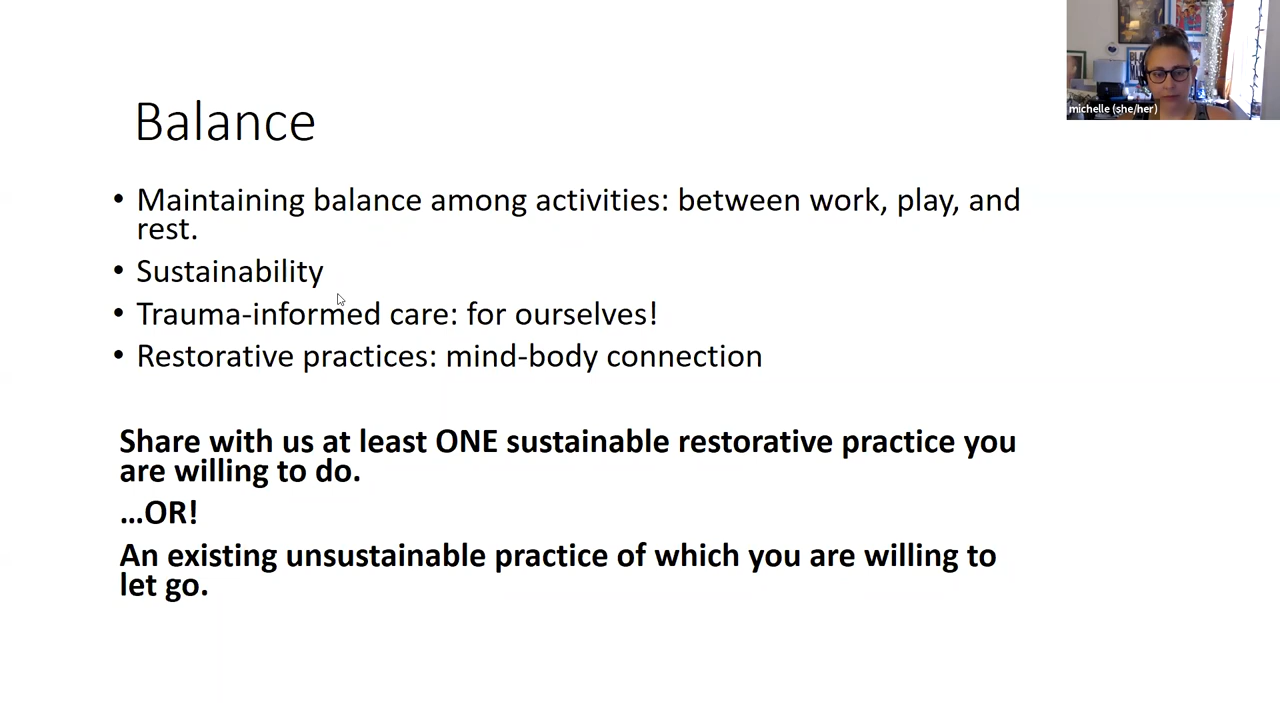 michelle (she/her)
Balance
• Maintaining balance among activities: between work, play, and
rest.
• Sustainability
• Trauma-informed care: for ourselves!
• Restorative practices: mind-body connection
Share with us at least ONE sustainable restorative practice you
are willing to do.
…OR!
An existing unsustainable practice of which you are willing to
let go.